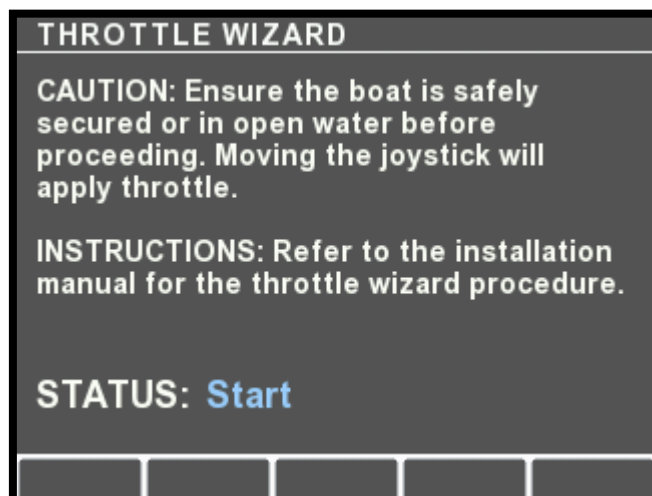 THROTTLE WIZARD
CAUTION: Ensure the boat is safely
secured or in open water before
proceeding. Moving the joystick will
apply throttle.
INSTRUCTIONS: Refer to the installation
manual for the throttle wizard procedure.
STATUS: Start